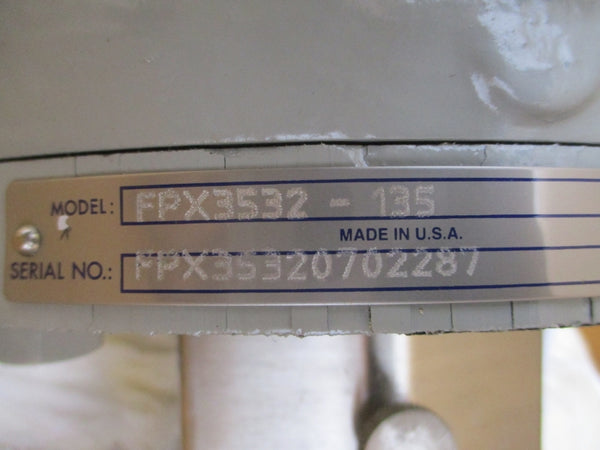 MODEL: FPX3532 - 135
MADE IN U.S.A.
SERIAL NO.: FPX35320702287